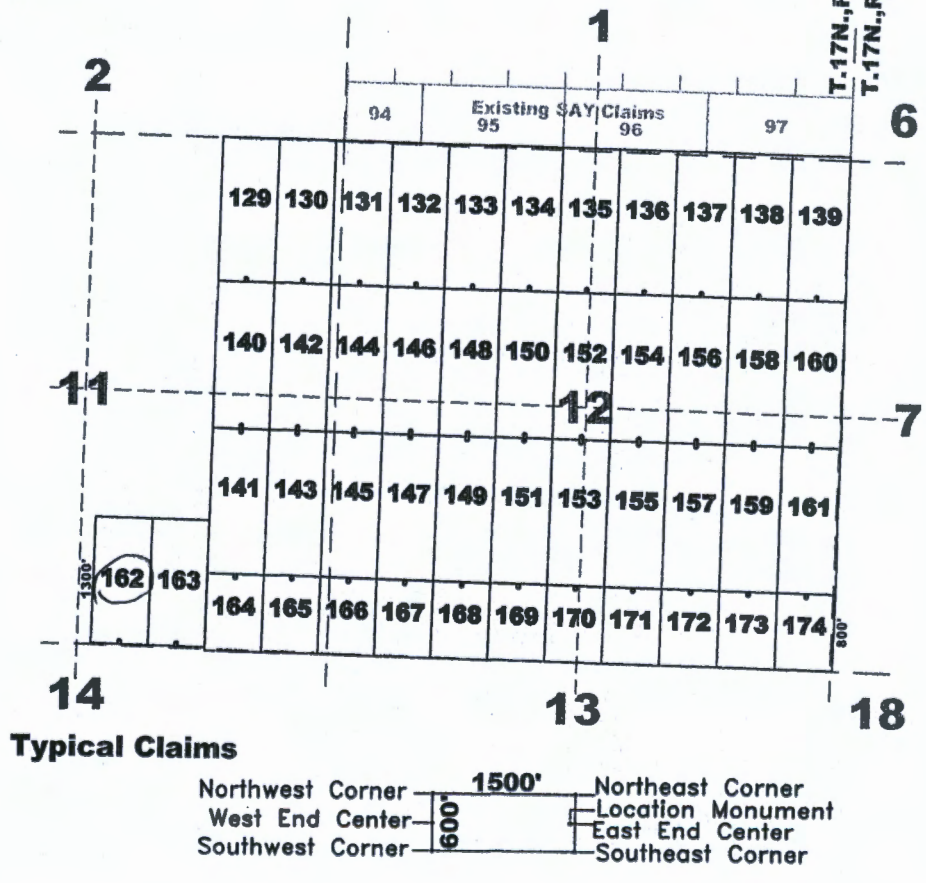 1
T.17N.,
T.17N.,
2
6
94 Existing SAY Claims
95 96 97
129 130 131 132 133 134 135 136 137 138 139
140 142 144 146 148 150 152 154 156 158 160
11 12 7
141 143 145 147 149 151 153 155 157 159 161
1300' 162 163
164 165 166 167 168 169 170 171 172 173 174 800'
14 13 18
Typical Claims
Northwest Corner 1500' Northeast Corner
Location Monument
West End Center 600' East End Center
Southwest Corner Southeast Corner